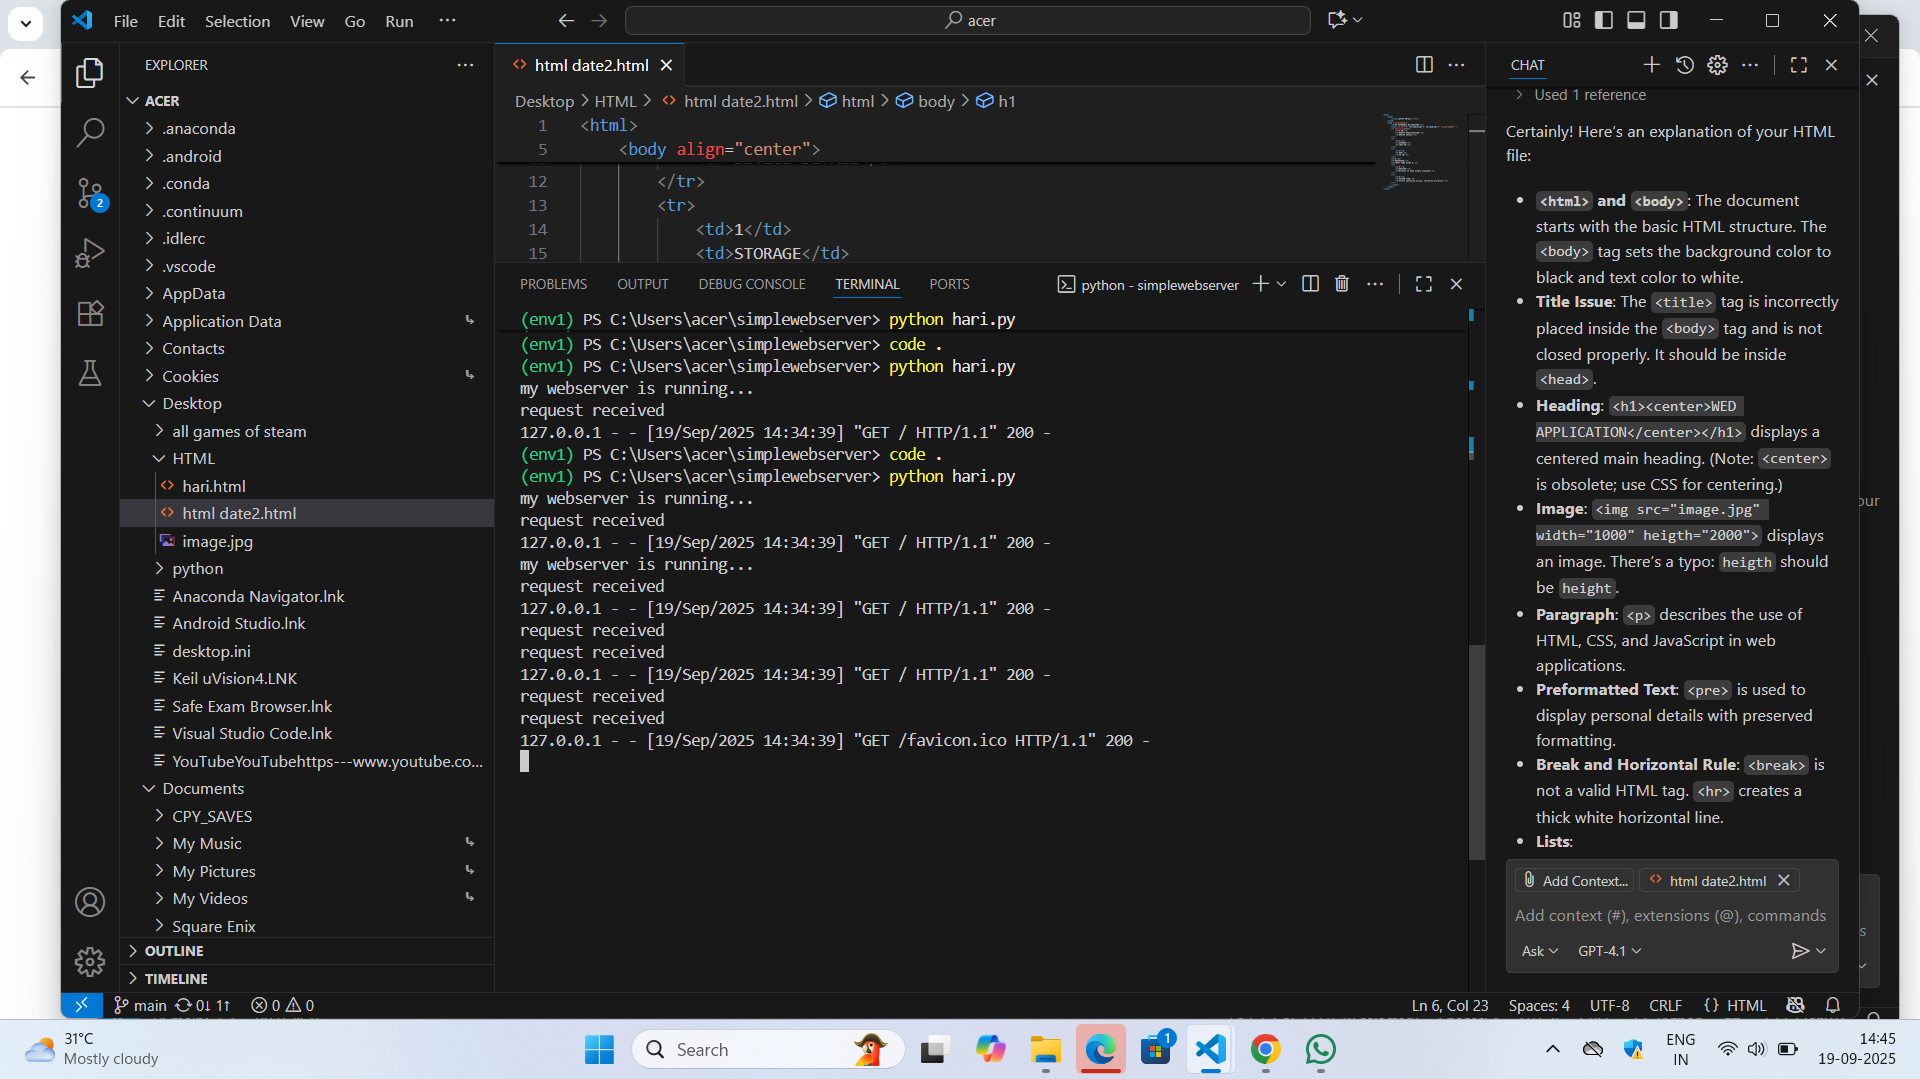 File Edit Selection View Go Run ···
acer
EXPLORER
ACER
.anaconda
.android
.conda
.continuum
.idlerc
.vscode
AppData
Application Data
Contacts
Cookies
Desktop
all games of steam
HTML
hari.html
html date2.html
image.jpg
python
Anaconda Navigator.lnk
Android Studio.lnk
desktop.ini
Keil uVision4.LNK
Safe Exam Browser.lnk
Visual Studio Code.lnk
YouTubeYouTubehttps---www.youtube.co...
Documents
CPY_SAVES
My Music
My Pictures
My Videos
Square Enix
OUTLINE
TIMELINE
2
html date2.html
Desktop > HTML > html date2.html > html > body > h1
1 <html>
5 <body align="center">
12 </tr>
13 <tr>
14 <td>1</td>
15 <td>STORAGE</td>
PROBLEMS OUTPUT DEBUG CONSOLE TERMINAL PORTS
python - simplewebserver
(env1) PS C:\Users\acer\simplewebserver> python hari.py
(env1) PS C:\Users\acer\simplewebserver> code .
(env1) PS C:\Users\acer\simplewebserver> python hari.py
my webserver is running...
request received
127.0.0.1 - - [19/Sep/2025 14:34:39] "GET / HTTP/1.1" 200 -
(env1) PS C:\Users\acer\simplewebserver> code .
(env1) PS C:\Users\acer\simplewebserver> python hari.py
my webserver is running...
request received
127.0.0.1 - - [19/Sep/2025 14:34:39] "GET / HTTP/1.1" 200 -
my webserver is running...
request received
127.0.0.1 - - [19/Sep/2025 14:34:39] "GET / HTTP/1.1" 200 -
request received
request received
127.0.0.1 - - [19/Sep/2025 14:34:39] "GET / HTTP/1.1" 200 -
request received
request received
127.0.0.1 - - [19/Sep/2025 14:34:39] "GET /favicon.ico HTTP/1.1" 200 -
CHAT
Used 1 reference
Certainly! Here's an explanation of your HTML
file:
• <html> and <body>: The document
starts with the basic HTML structure. The
<body> tag sets the background color to
black and text color to white.
• Title Issue: The <title> tag is incorrectly
placed inside the <body> tag and is not
closed properly. It should be inside
<head>.
• Heading: <h1><center>WED
APPLICATION</center></h1> displays a
centered main heading. (Note: <center>
is obsolete; use CSS for centering.)
• Image: <img src="image.jpg"
width="1000" heigth="2000"> displays
an image. There's a typo: heigth should
be height.
• Paragraph: <p> describes the use of
HTML, CSS, and JavaScript in web
applications.
• Preformatted Text: <pre> is used to
display personal details with preserved
formatting.
• Break and Horizontal Rule: <break> is
not a valid HTML tag. <hr> creates a
thick white horizontal line.
• Lists:
Add Context... html date2.html
Add context (#), extensions (@), commands
Ask GPT-4.1
our
s
main 0↓ 1↑ 0 0
Ln 6, Col 23 Spaces: 4 UTF-8 CRLF {} HTML
31°C
Mostly cloudy
Search
1
ENG
IN
14:45
19-09-2025